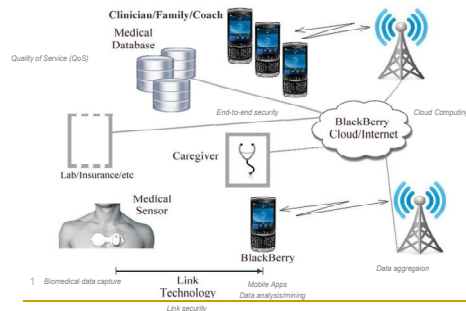 Clinician/Family/Coach
Medical
Database
Quality of Service (QoS)
End-to-end security
Cloud Computing
BlackBerry
Cloud/Internet
Caregiver
Lab/Insurance/etc
Medical
Sensor
BlackBerry
Data aggregaion
1
Biomedical data capture
Link
Technology
Mobile Apps
Data analysis/mining
Link security